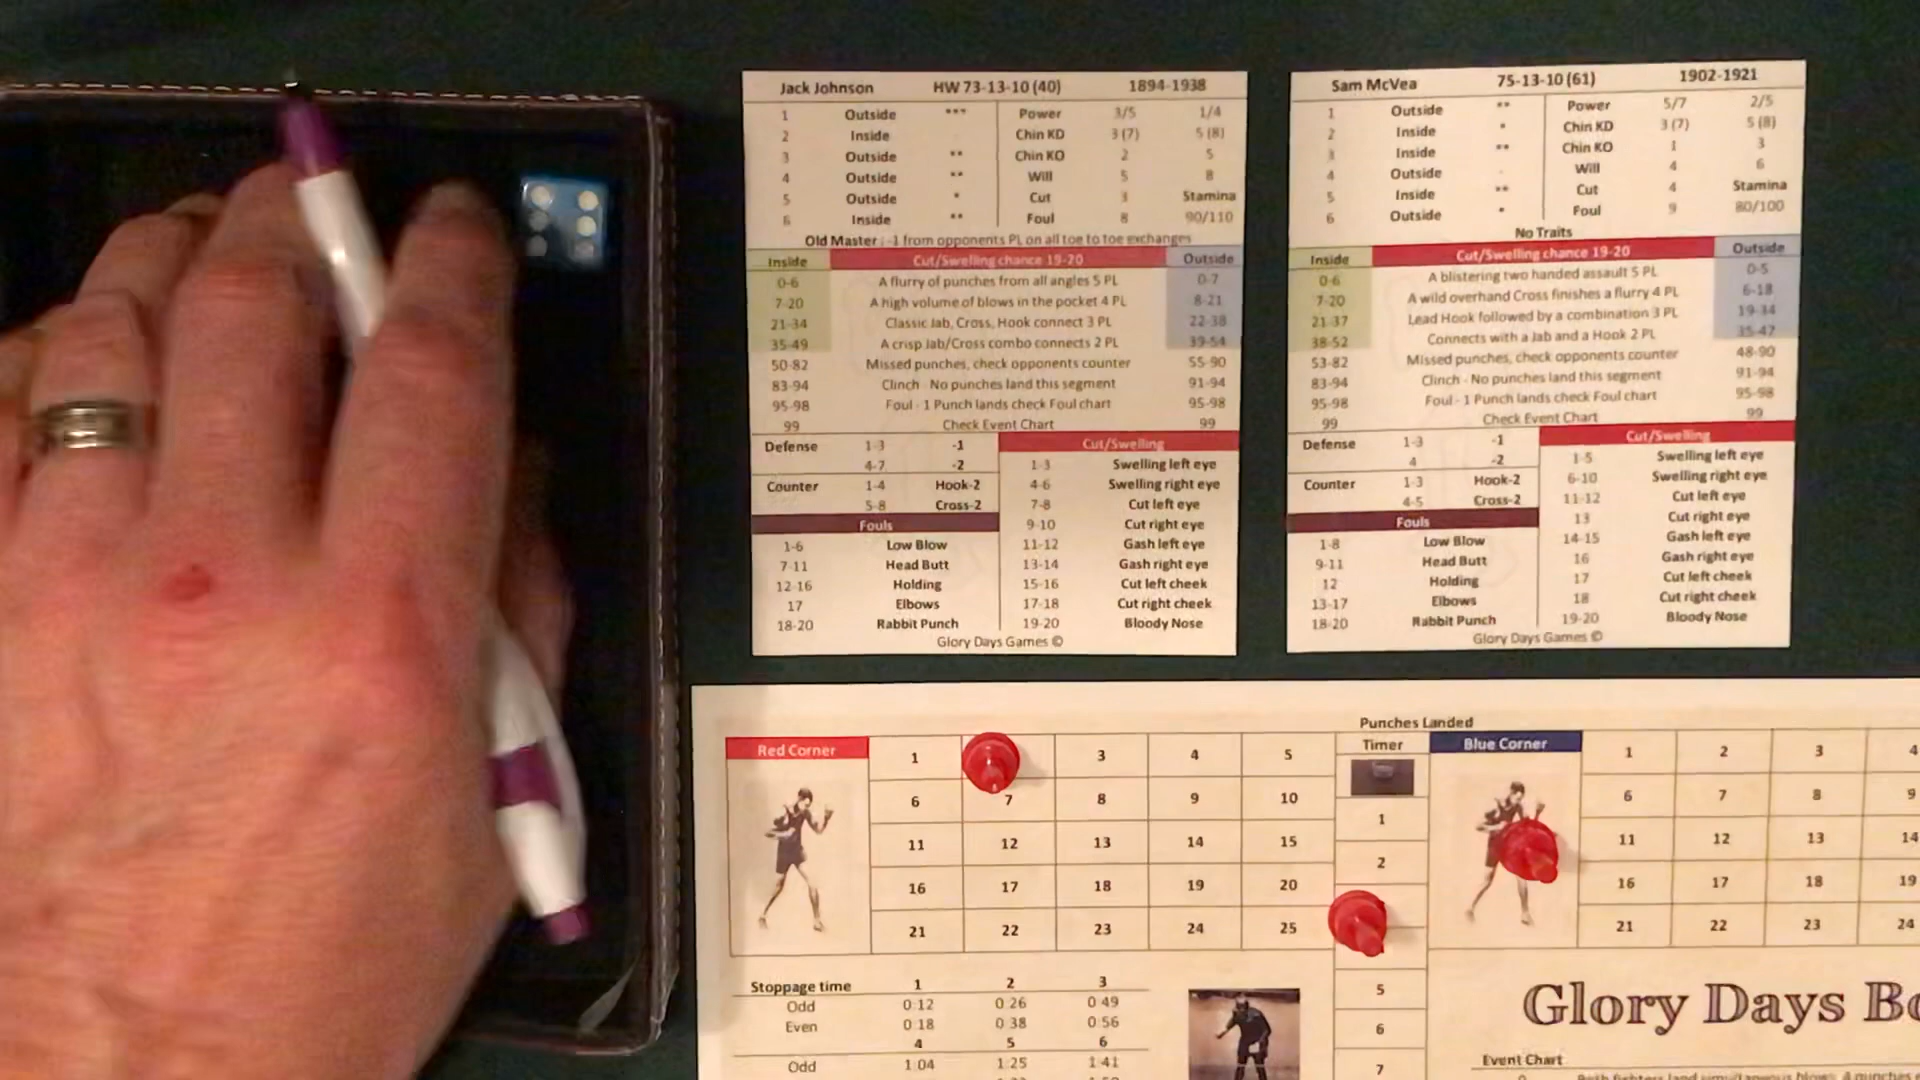 Jack Johnson HW 73-13-10 (40) 1894-1938
1 Outside *** Power 3/5 1/4
2 Inside Chin KD 3 (7) 5 (8)
3 Outside ** Chin KO 2 5
4 Outside ** Will 5 8
5 Outside * Cut 3 Stamina
6 Inside ** Foul 8 90/110
Old Master : -1 from opponents PL on all toe to toe exchanges
Inside Cut/Swelling chance 19-20 Outside
0-6 A flurry of punches from all angles 5 PL 0-7
7-20 A high volume of blows in the pocket 4 PL 8-21
21-34 Classic Jab, Cross, Hook connect 3 PL 22-38
35-49 A crisp Jab/Cross combo connects 2 PL 39-54
50-82 Missed punches, check opponents counter 55-90
83-94 Clinch - No punches land this segment 91-94
95-98 Foul - 1 Punch lands check Foul chart 95-98
99 Check Event Chart 99
Defense 1-3 -1 Cut/Swelling
4-7 -2 1-3 Swelling left eye
Counter 1-4 Hook-2 4-6 Swelling right eye
5-8 Cross-2 7-8 Cut left eye
Fouls 9-10 Cut right eye
1-6 Low Blow 11-12 Gash left eye
7-11 Head Butt 13-14 Gash right eye
12-16 Holding 15-16 Cut left cheek
17 Elbows 17-18 Cut right cheek
18-20 Rabbit Punch 19-20 Bloody Nose
Glory Days Games ©
Sam McVea 75-13-10 (61) 1902-1921
1 Outside ** Power 5/7 2/5
2 Inside * Chin KD 3 (7) 5 (8)
3 Inside ** Chin KO 1 3
4 Outside Will 4 6
5 Inside ** Cut 4 Stamina
6 Outside * Foul 9 80/100
No Traits
Inside Cut/Swelling chance 19-20 Outside
0-6 A blistering two handed assault 5 PL 0-5
7-20 A wild overhand Cross finishes a flurry 4 PL 6-18
21-37 Lead Hook followed by a combination 3 PL 19-34
38-52 Connects with a Jab and a Hook 2 PL 35-47
53-82 Missed punches, check opponents counter 48-90
83-94 Clinch - No punches land this segment 91-94
95-98 Foul - 1 Punch lands check Foul chart 95-98
99 Check Event Chart 99
Defense 1-3 -1 Cut/Swelling
4 -2 1-5 Swelling left eye
Counter 1-3 Hook-2 6-10 Swelling right eye
4-5 Cross-2 11-12 Cut left eye
Fouls 13 Cut right eye
1-8 Low Blow 14-15 Gash left eye
9-11 Head Butt 16 Gash right eye
12 Holding 17 Cut left cheek
13-17 Elbows 18 Cut right cheek
18-20 Rabbit Punch 19-20 Bloody Nose
Glory Days Games ©
Punches Landed
Red Corner 1 3 4 5 Timer Blue Corner 1 2 3 4
6 7 8 9 10 1 6 7 8 9
11 12 13 14 15 2 11 12 13 14
16 17 18 19 20 16 17 18 19
21 22 23 24 25 21 22 23 24
Stoppage time 1 2 3 5
Odd 0:12 0:26 0:49
Even 0:18 0:38 0:56 6
4 5 6
Odd 1:04 1:25 1:41 7
Glory Days Bo
Event Chart